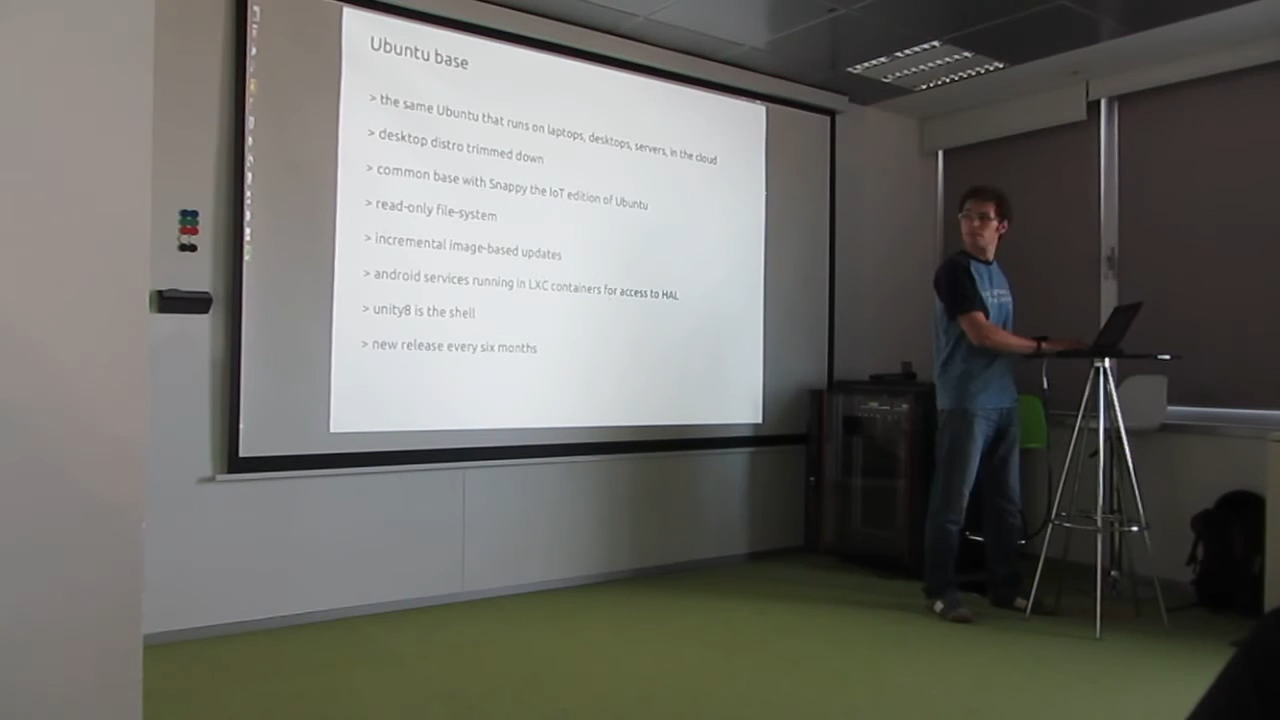 Ubuntu base
> the same Ubuntu that runs on laptops, desktops, servers, in the cloud
> desktop distro trimmed down
> common base with Snappy the IoT edition of Ubuntu
> read-only file-system
> incremental image-based updates
> android services running in LXC containers for access to HAL
> unity8 is the shell
> new release every six months